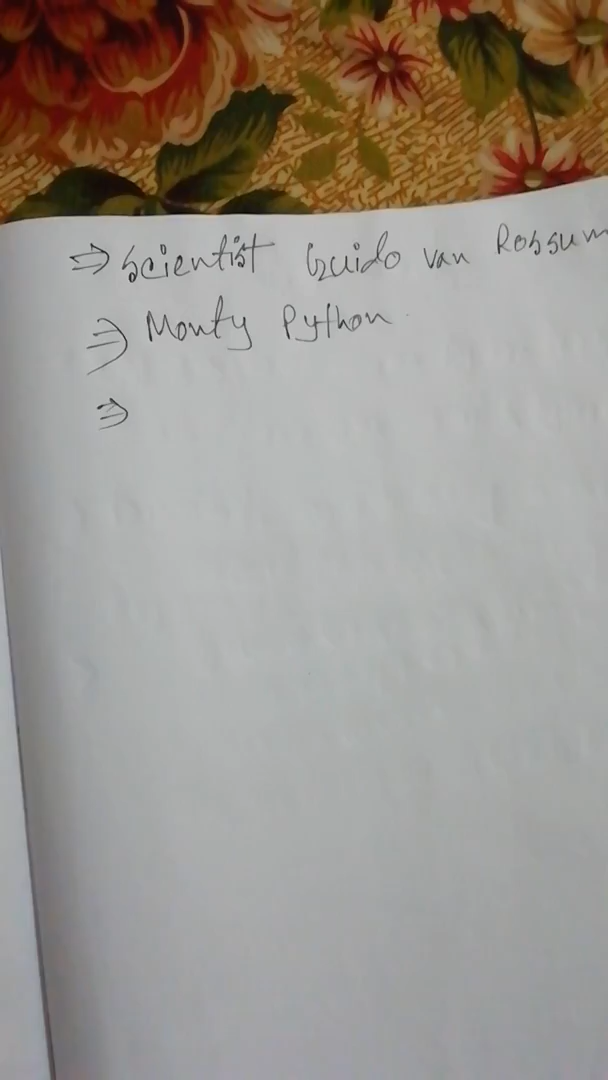 ⇒ Scientist Guido van Rossum
⇒ Monty Python
⇒